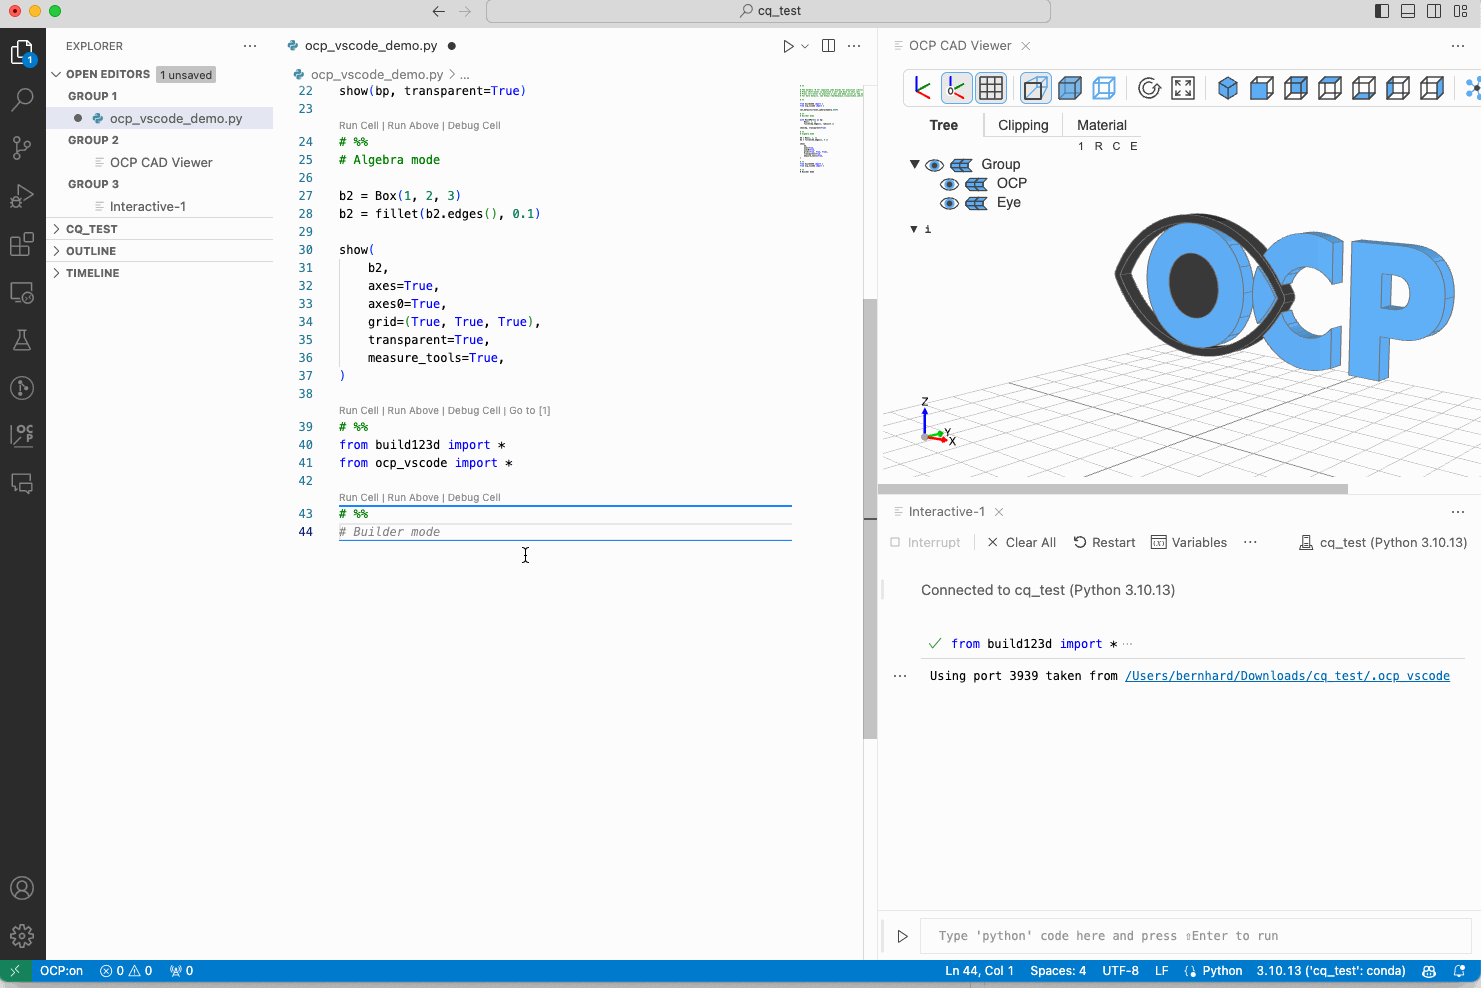 cq_test
EXPLORER
OPEN EDITORS 1 unsaved
GROUP 1
ocp_vscode_demo.py
GROUP 2
OCP CAD Viewer
GROUP 3
Interactive-1
CQ_TEST
OUTLINE
TIMELINE
1
OCP
ocp_vscode_demo.py
ocp_vscode_demo.py > ...
22 show(bp, transparent=True)
23
Run Cell | Run Above | Debug Cell
24 # %%
25 # Algebra mode
26
27 b2 = Box(1, 2, 3)
28 b2 = fillet(b2.edges(), 0.1)
29
30 show(
31 b2,
32 axes=True,
33 axes0=True,
34 grid=(True, True, True),
35 transparent=True,
36 measure_tools=True,
37 )
38
Run Cell | Run Above | Debug Cell | Go to [1]
39 # %%
40 from build123d import *
41 from ocp_vscode import *
42
Run Cell | Run Above | Debug Cell
43 # %%
44 # Builder mode
OCP CAD Viewer
0
Tree Clipping Material
1 R C E
Group
OCP
Eye
i
OCP
Z
Y
X
Interactive-1
Interrupt Clear All Restart Variables ... cq_test (Python 3.10.13)
Connected to cq_test (Python 3.10.13)
from build123d import * ...
Using port 3939 taken from /Users/bernhard/Downloads/cq_test/.ocp_vscode
Type 'python' code here and press ⇧Enter to run
OCP:on 0 0 0 Ln 44, Col 1 Spaces: 4 UTF-8 LF Python 3.10.13 ('cq_test': conda)